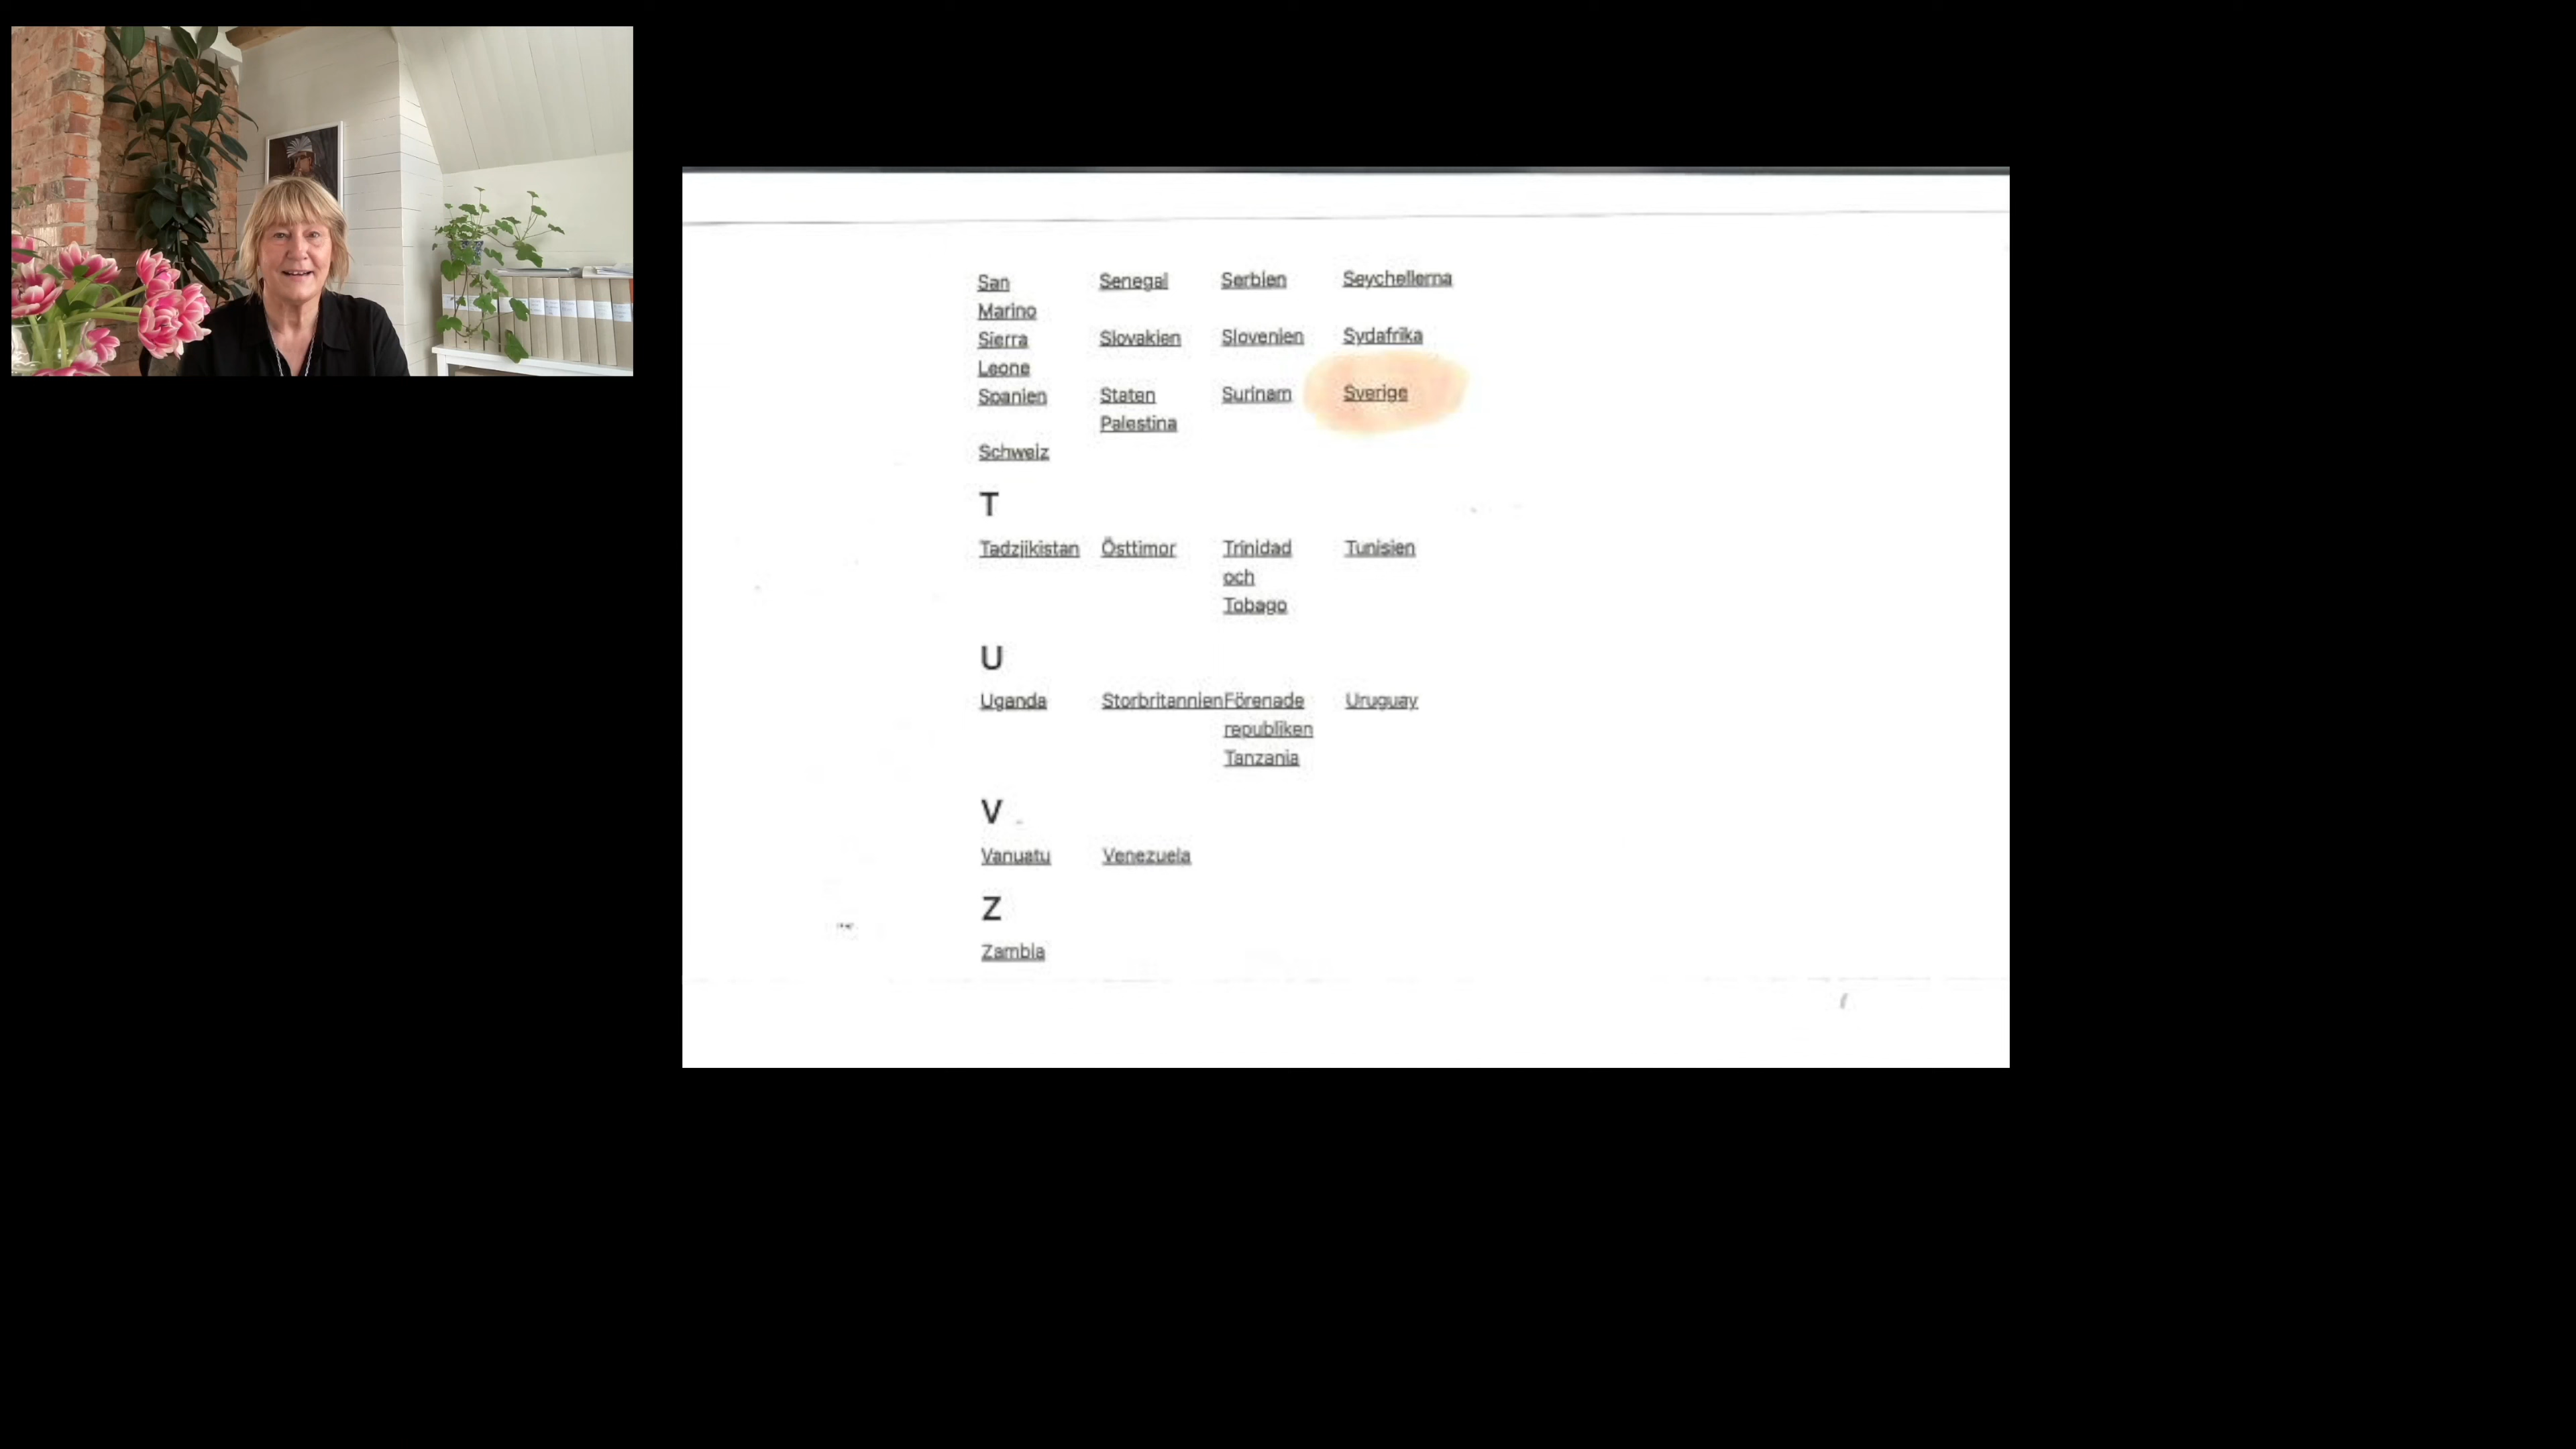 San Senegal Serbien Seychellerna
Marino
Sierra Slovakien Slovenien Sydafrika
Leone
Spanien Staten Surinam Sverige
Palestina
Schweiz
T
Tadzjikistan Östtimor Trinidad Tunisien
och
Tobago
U
Uganda Storbritannien Förenade Uruguay
republiken
Tanzania
V
Vanuatu Venezuela
Z
Zambia